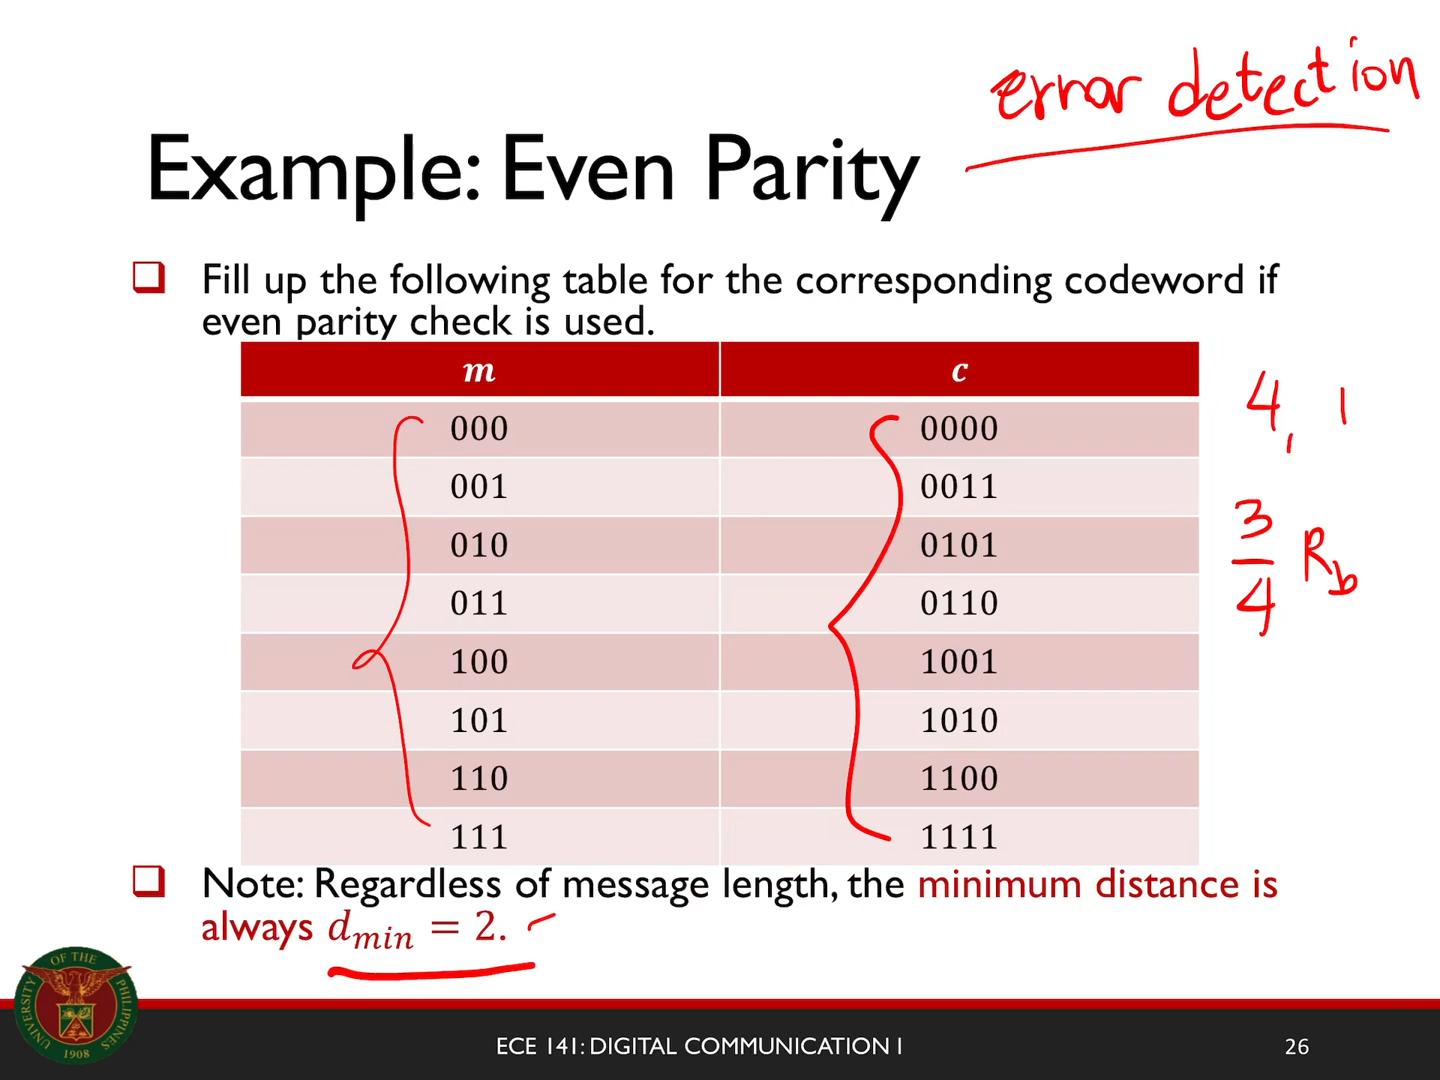 error detection
Example: Even Parity
❑ Fill up the following table for the corresponding codeword if
even parity check is used.
m c
000 0000
001 0011
010 0101
011 0110
100 1001
101 1010
110 1100
111 1111
4, 1
3/4 R_b
❑ Note: Regardless of message length, the minimum distance is
always d_min = 2.
UNIVERSITY OF THE PHILIPPINES
1908
ECE 141: DIGITAL COMMUNICATION I 26